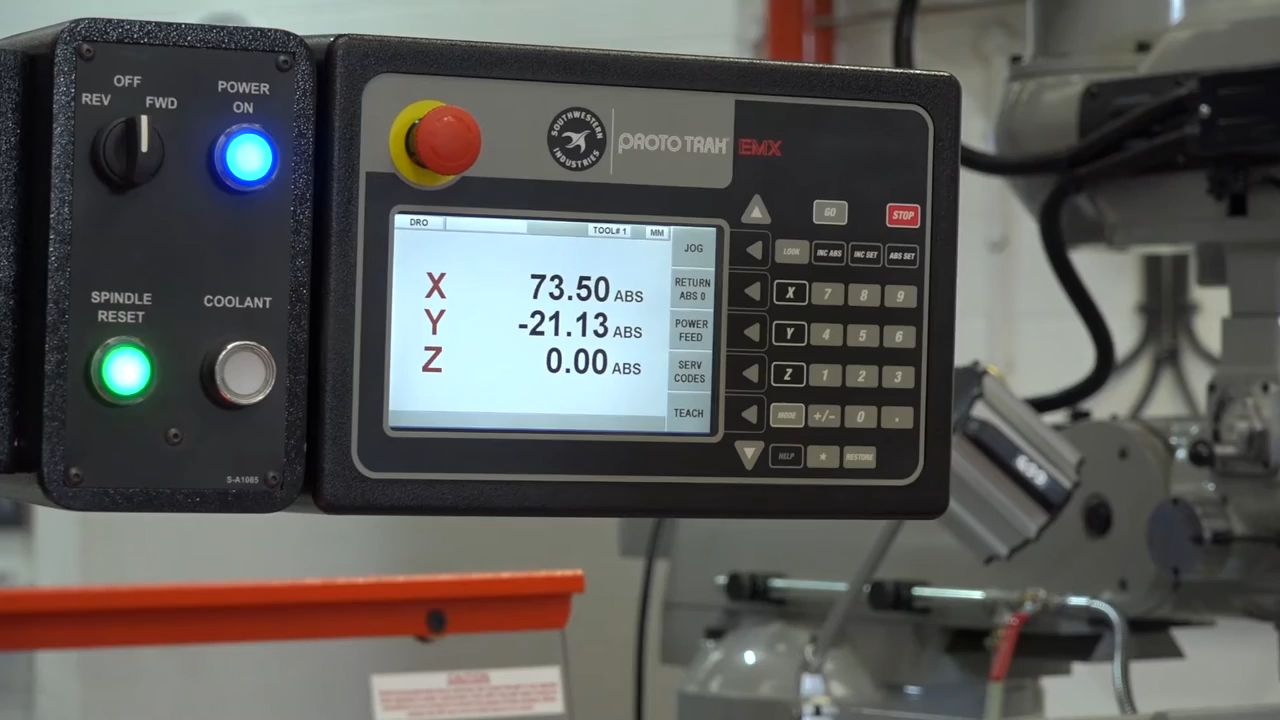 OFF
REV
FWD
POWER
ON
SPINDLE
RESET
COOLANT
S-A1085
SOUTHWESTERN
INDUSTRIES
PROTO TRAK EMX
DRO
TOOL# 1
MM
X 73.50 ABS
Y -21.13 ABS
Z 0.00 ABS
JOG
RETURN
ABS 0
POWER
FEED
SERV
CODES
TEACH
GO
STOP
LOOK
INC ABS
INC SET
ABS SET
X 7 8 9
Y 4 5 6
Z 1 2 3
MODE +/- 0 .
HELP * RESTORE